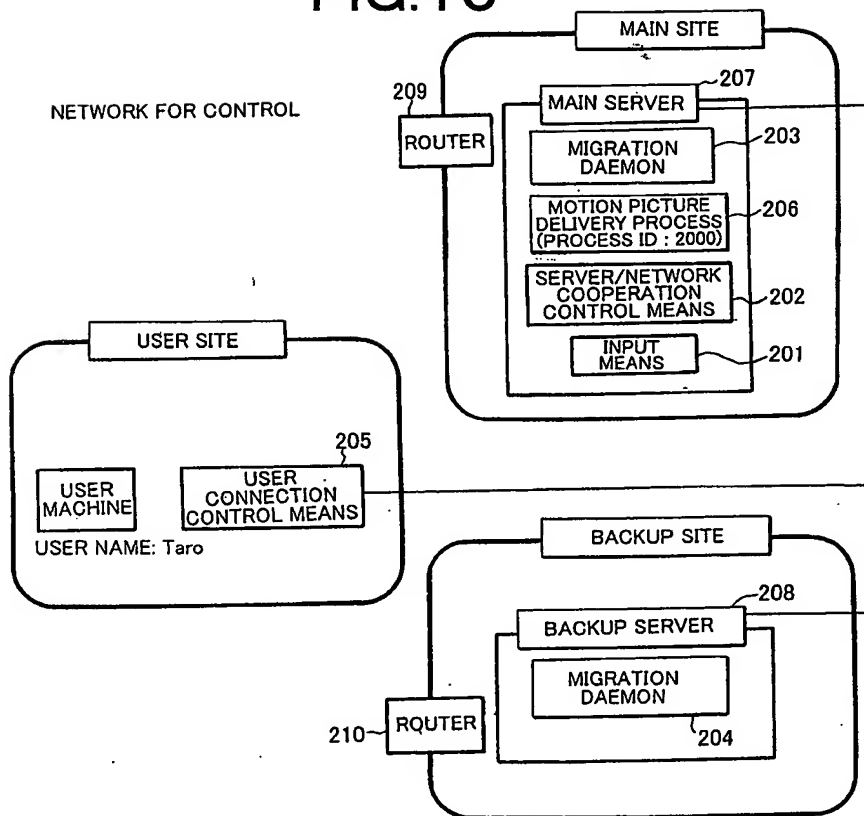 MAIN SITE
207
MAIN SERVER
209
ROUTER
NETWORK FOR CONTROL
203
MIGRATION
DAEMON
MOTION PICTURE
DELIVERY PROCESS
(PROCESS ID : 2000)
206
SERVER/NETWORK
COOPERATION
CONTROL MEANS
202
INPUT
MEANS
201
USER SITE
205
USER
MACHINE
USER
CONNECTION
CONTROL MEANS
USER NAME: Taro
BACKUP SITE
208
BACKUP SERVER
MIGRATION
DAEMON
204
210
ROUTER